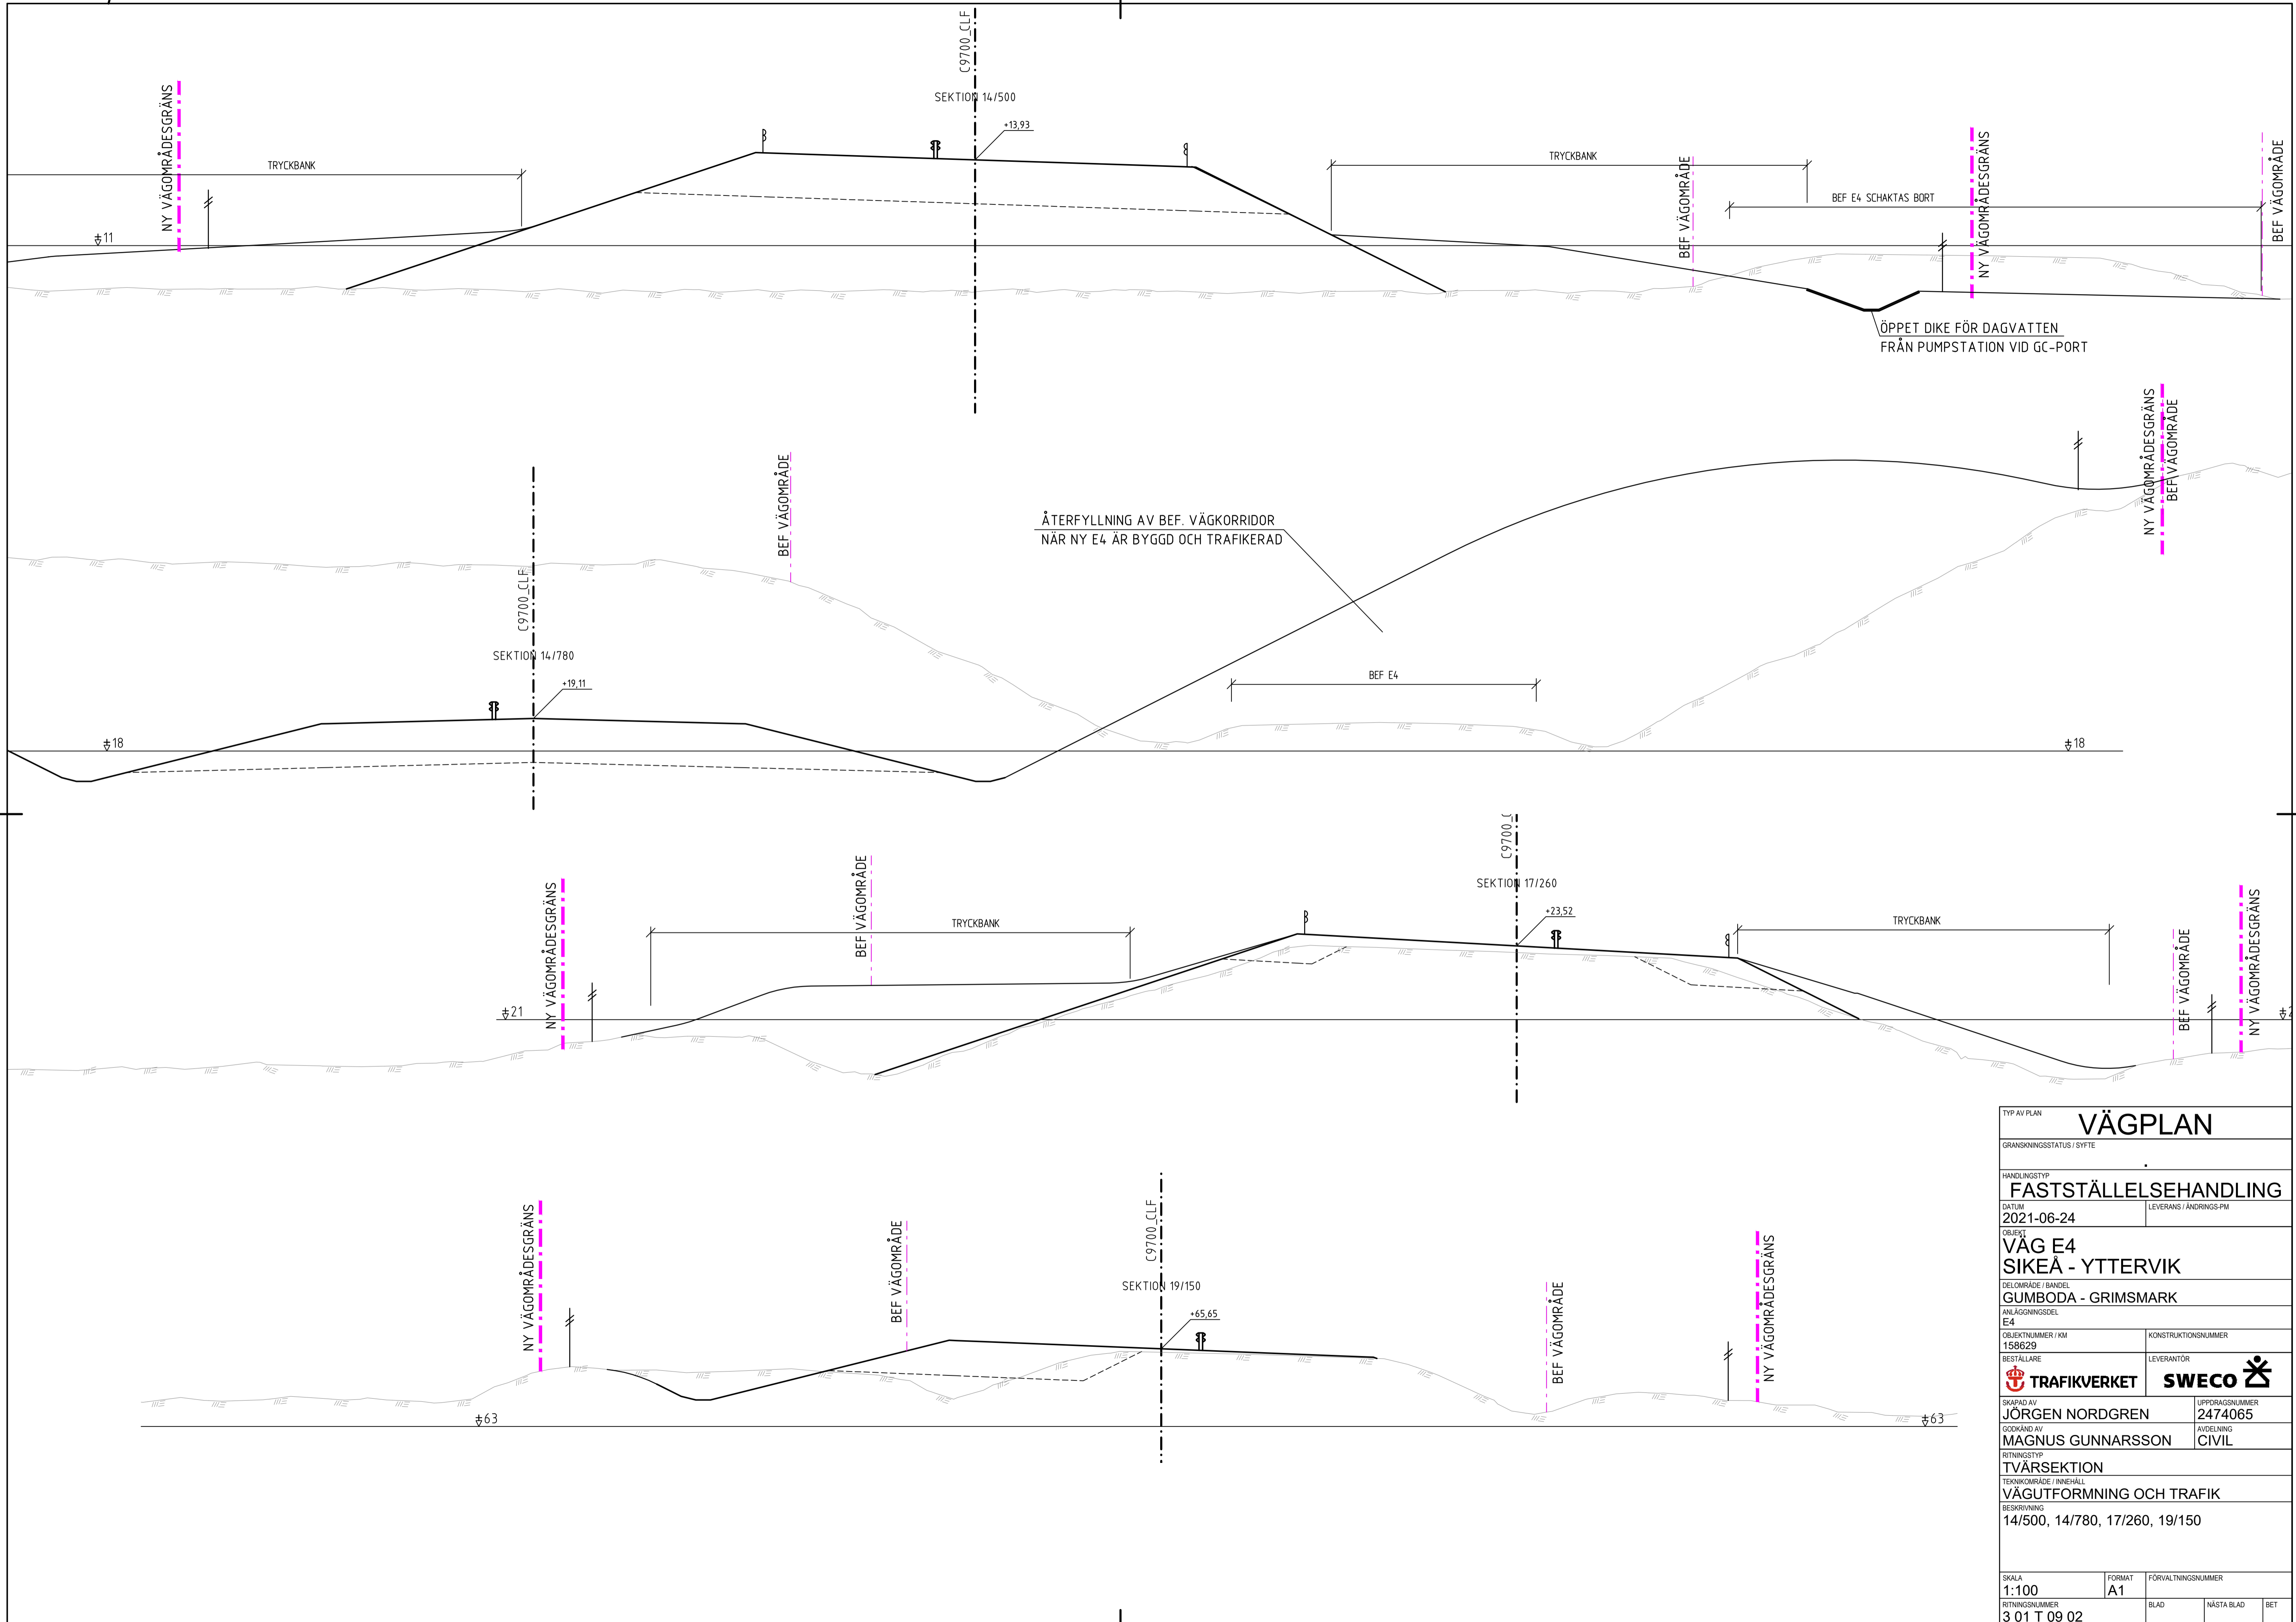 C9700_CLF
SEKTION 14/500
+13,93
NY VÄGOMRÅDESGRÄNS
TRYCKBANK
±11
TRYCKBANK
BEF VÄGOMRÅDE
BEF E4 SCHAKTAS BORT
NY VÄGOMRÅDESGRÄNS
BEF VÄGOMRÅDE
ÖPPET DIKE FÖR DAGVATTEN
FRÅN PUMPSTATION VID GC-PORT
BEF VÄGOMRÅDE
NY VÄGOMRÅDESGRÄNS
BEF VÄGOMRÅDE
ÅTERFYLLNING AV BEF. VÄGKORRIDOR
NÄR NY E4 ÄR BYGGD OCH TRAFIKERAD
C9700_CLF
SEKTION 14/780
+19,11
BEF E4
±18
±18
C9700_C
SEKTION 17/260
+23,52
NY VÄGOMRÅDESGRÄNS
BEF VÄGOMRÅDE
TRYCKBANK
TRYCKBANK
BEF VÄGOMRÅDE
NY VÄGOMRÅDESGRÄNS
±21
C9700_CLF
SEKTION 19/150
+65,65
NY VÄGOMRÅDESGRÄNS
BEF VÄGOMRÅDE
BEF VÄGOMRÅDE
NY VÄGOMRÅDESGRÄNS
±63
±63
TYP AV PLAN
VÄGPLAN
GRANSKNINGSSTATUS / SYFTE
.
HANDLINGSTYP
FASTSTÄLLELSEHANDLING
DATUM
2021-06-24
LEVERANS / ÄNDRINGS-PM
OBJEKT
VÄG E4
SIKEÅ - YTTERVIK
DELOMRÅDE / BANDEL
GUMBODA - GRIMSMARK
ANLÄGGNINGSDEL
E4
OBJEKTNUMMER / KM
158629
KONSTRUKTIONSNUMMER
BESTÄLLARE
TRAFIKVERKET
LEVERANTÖR
SWECO
SKAPAD AV
JÖRGEN NORDGREN
UPPDRAGSNUMMER
2474065
GODKÄND AV
MAGNUS GUNNARSSON
AVDELNING
CIVIL
RITNINGSTYP
TVÄRSEKTION
TEKNIKOMRÅDE / INNEHÅLL
VÄGUTFORMNING OCH TRAFIK
BESKRIVNING
14/500, 14/780, 17/260, 19/150
SKALA
1:100
FORMAT
A1
FÖRVALTNINGSNUMMER
RITNINGSNUMMER
3 01 T 09 02
BLAD
NÄSTA BLAD
BET